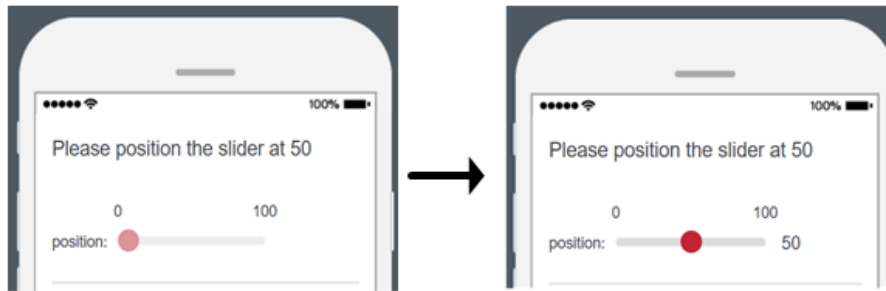 100%
Please position the slider at 50
0 100
position:
100%
Please position the slider at 50
0 100
position: 50